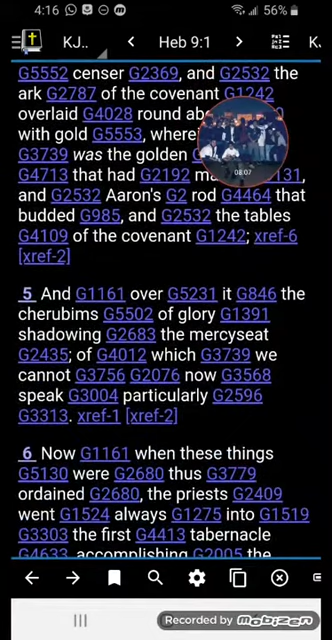 4:16
56%
KJ.. Heb 9:1 K
G5552 censer G2369, and G2532 the
ark G2787 of the covenant G1242
overlaid G4028 round
with gold G5553,
G3739 was the golden
G4713 that had G2192
and G2532 Aaron's G2 rod G4464 that
budded G985, and G2532 the tables
G4109 of the covenant G1242; xref-6
[xref-2]
08:07
5 And G1161 over G5231 it G846 the
cherubims G5502 of glory G1391
shadowing G2683 the mercyseat
G2435; of G4012 which G3739 we
cannot G3756 G2076 now G3568
speak G3004 particularly G2596
G3313. xref-1 [xref-2]
6 Now G1161 when these things
G5130 were G2680 thus G3779
ordained G2680, the priests G2409
went G1524 always G1275 into G1519
G3303 the first G4413 tabernacle
G4633, accomplishing G2005 the
Recorded by mobizen